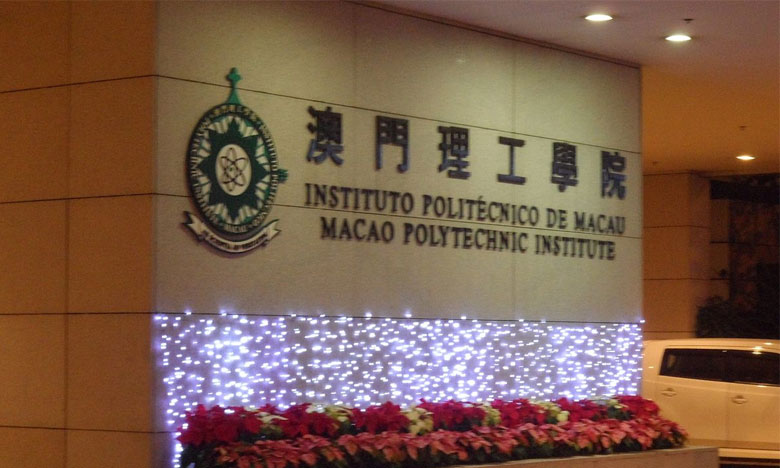 澳門理工學院
INSTITUTO POLITÉCNICO DE MACAU
MACAO POLYTECHNIC INSTITUTE